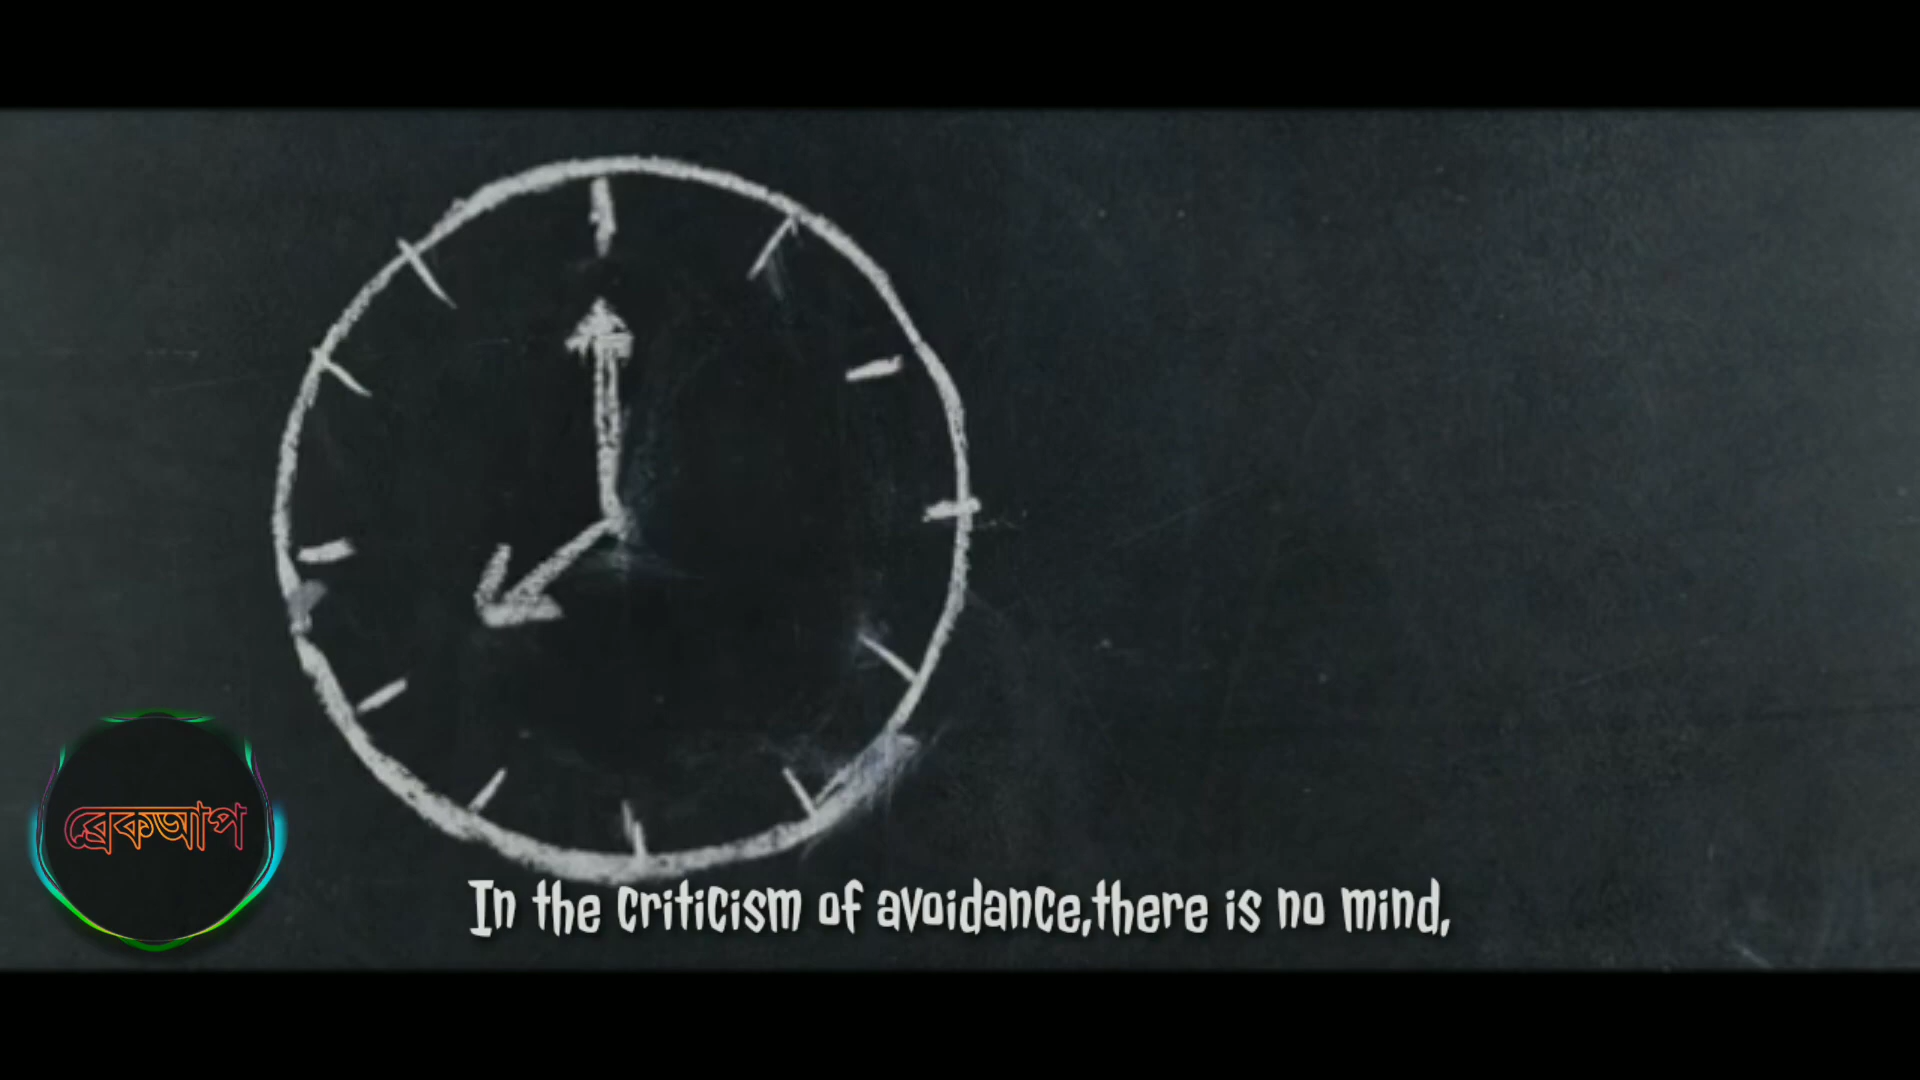 ব্রেকআপ
In the criticism of avoidance,there is no mind,